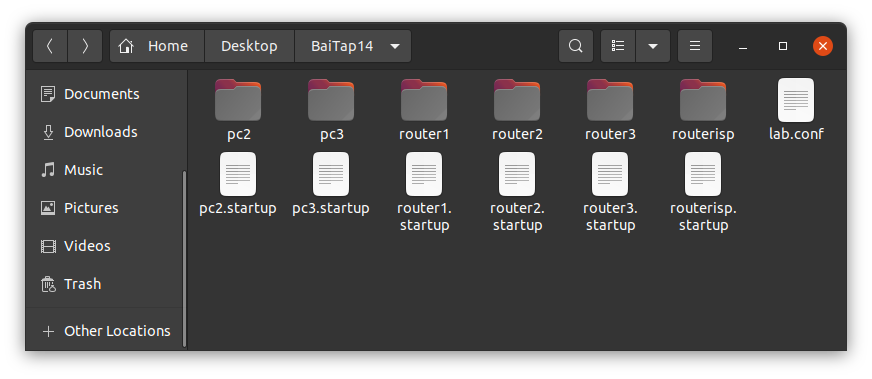 Home Desktop BaiTap14
Documents
Downloads
Music
Pictures
Videos
Trash
Other Locations
pc2 pc3 router1 router2 router3 routerisp lab.conf
pc2.startup pc3.startup router1. router2. router3. routerisp.
startup startup startup startup